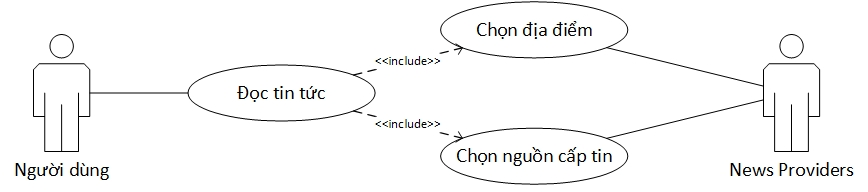 Chọn địa điểm
<<include>>
Đọc tin tức
<<include>>
Chọn nguồn cấp tin
Người dùng
News Providers